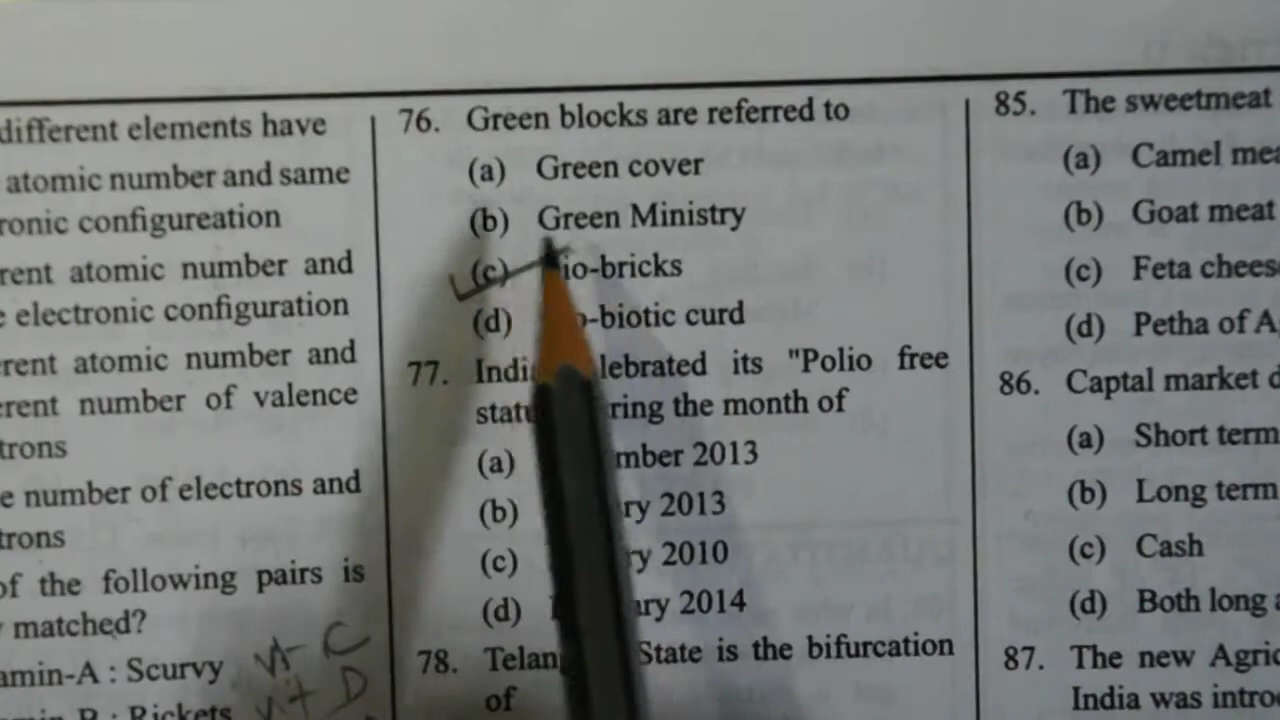 different elements have
atomic number and same
ronic configureation
rent atomic number and
e electronic configuration
rent atomic number and
erent number of valence
trons
e number of electrons and
trons
of the following pairs is
matched?
amin-A : Scurvy
: Rickets
C
D
76. Green blocks are referred to
(a) Green cover
(b) Green Ministry
(c) io-bricks
(d) -biotic curd
77. Indi lebrated its "Polio free
statu ring the month of
(a) mber 2013
(b) ry 2013
(c) ry 2010
(d) ary 2014
78. Telan State is the bifurcation
of
85. The sweetmeat
(a) Camel mea
(b) Goat meat
(c) Feta chees
(d) Petha of A
86. Captal market
(a) Short term
(b) Long term
(c) Cash
(d) Both long
87. The new Agric
India was intro